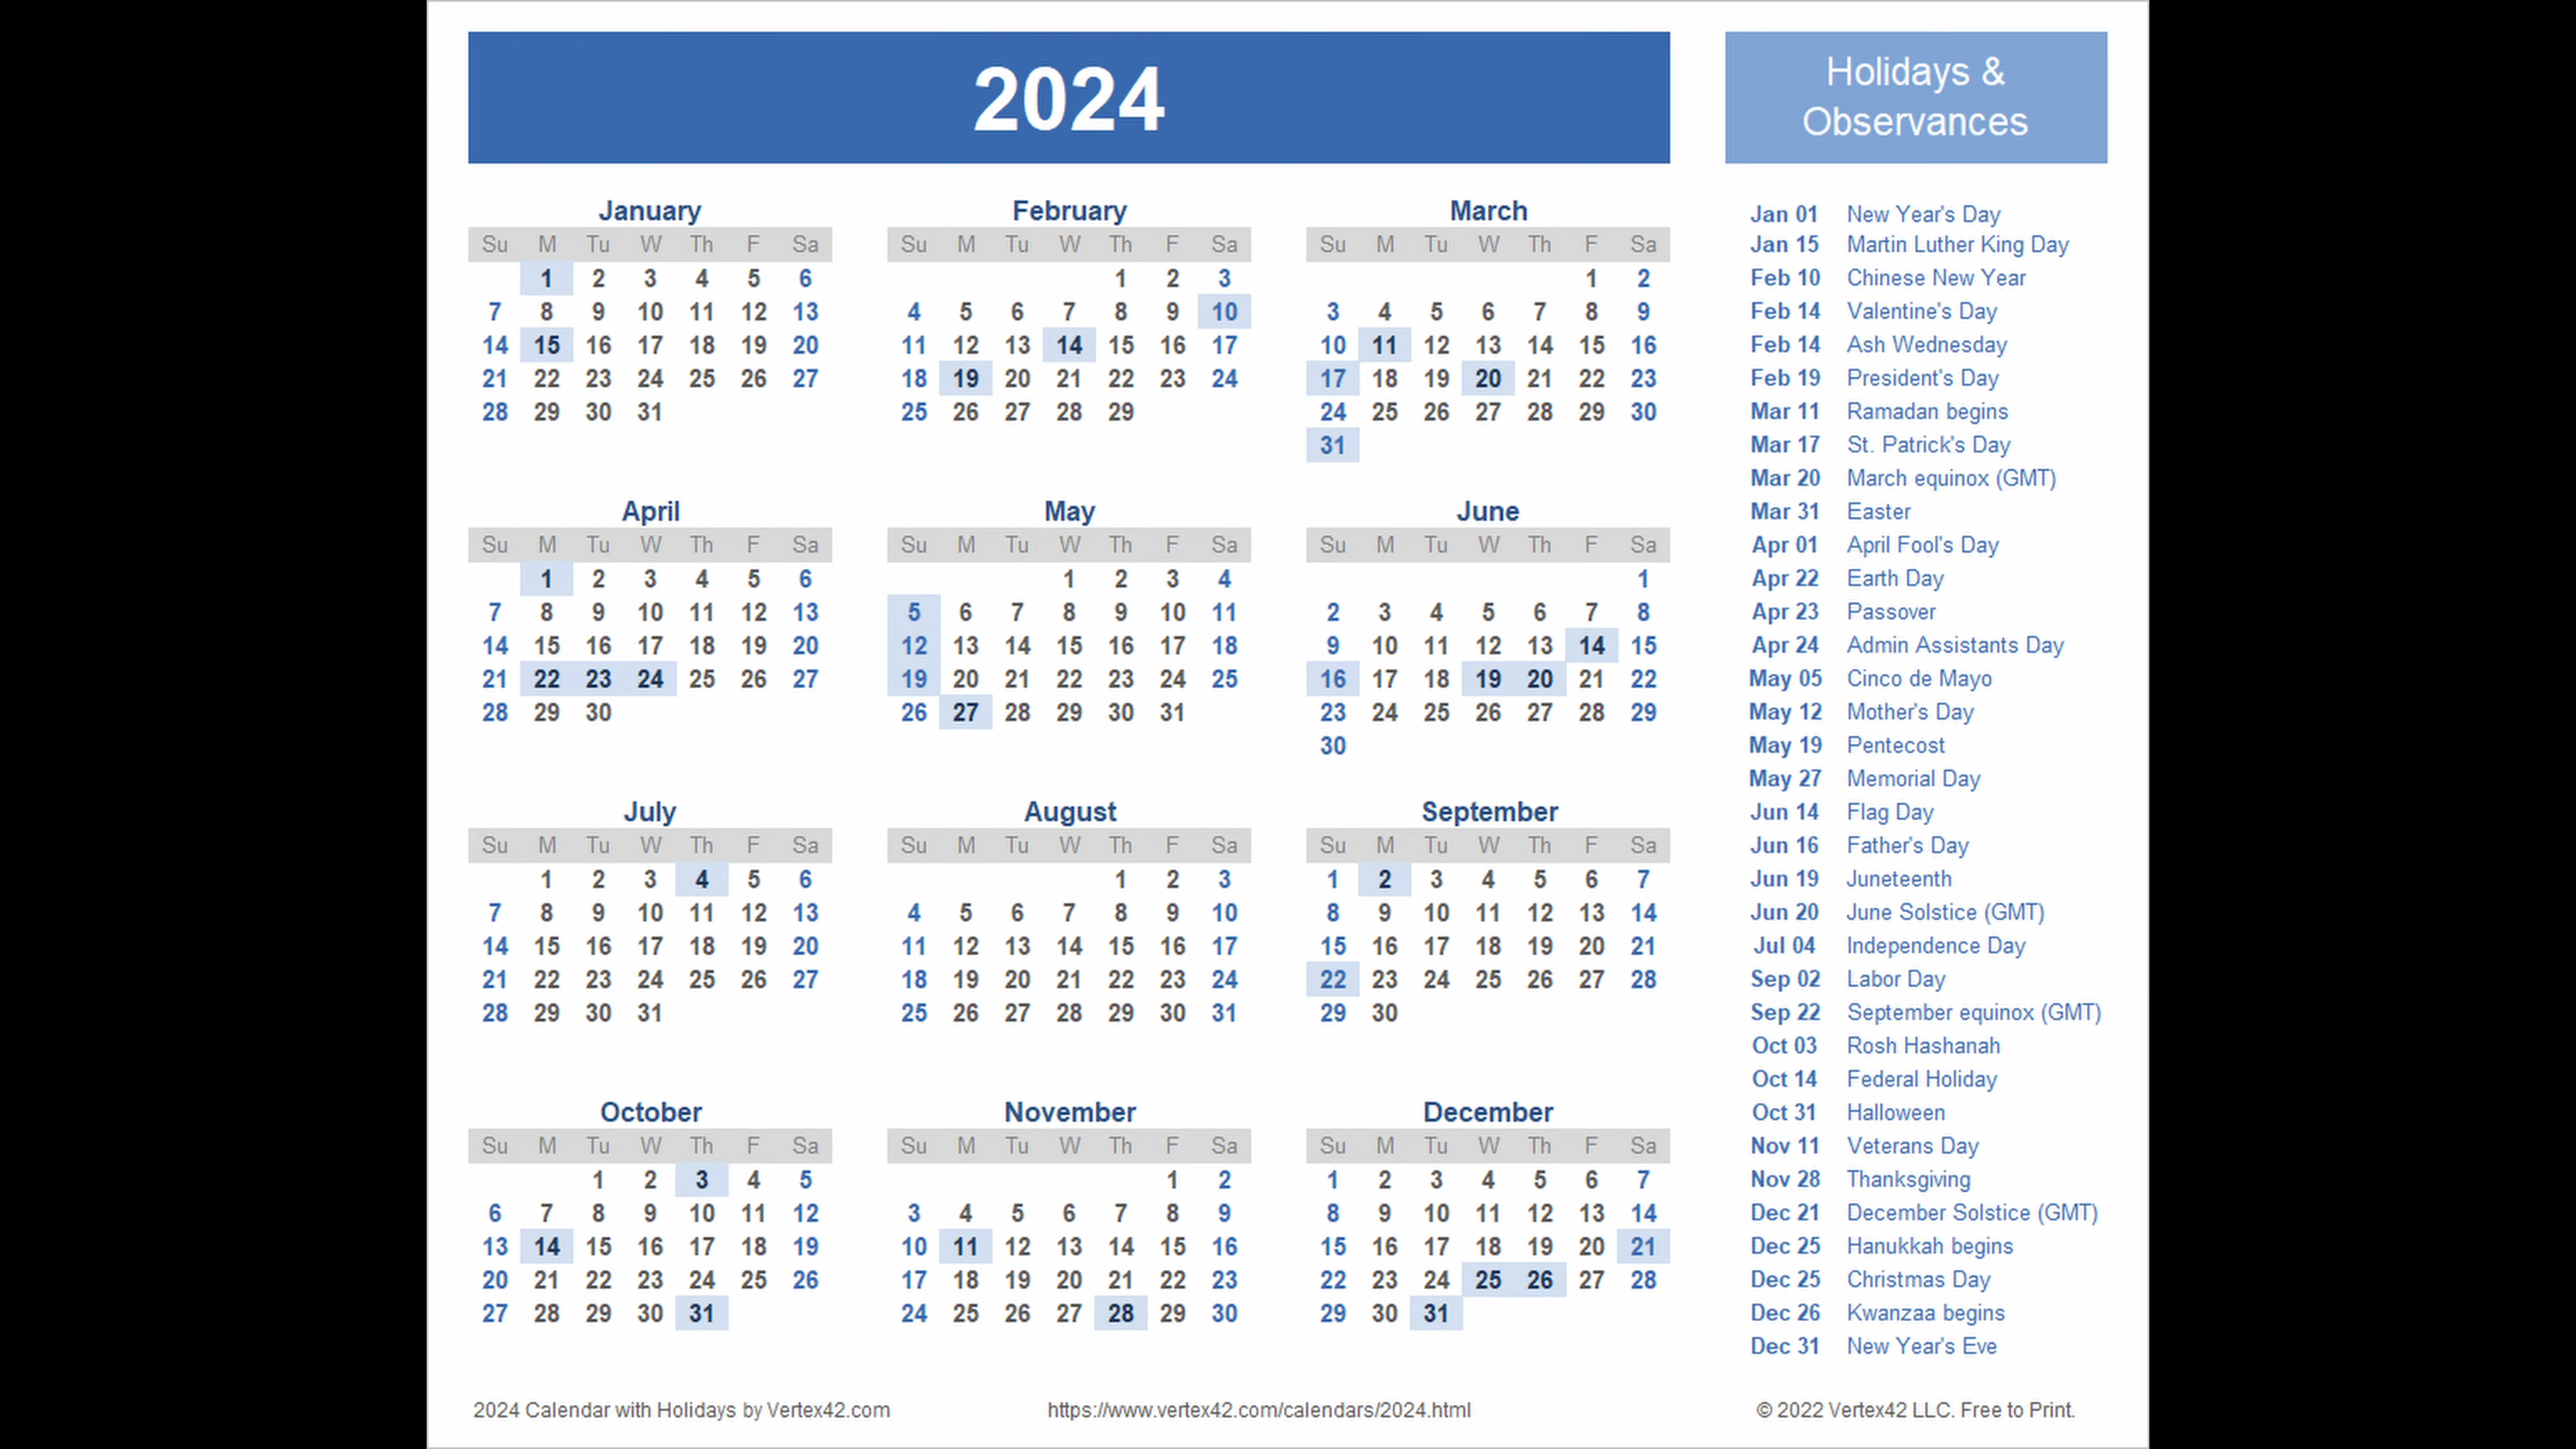 2024
Holidays &
Observances
January February March
Su M Tu W Th F Sa Su M Tu W Th F Sa Su M Tu W Th F Sa
1 2 3 4 5 6 1 2 3 1 2
7 8 9 10 11 12 13 4 5 6 7 8 9 10 3 4 5 6 7 8 9
14 15 16 17 18 19 20 11 12 13 14 15 16 17 10 11 12 13 14 15 16
21 22 23 24 25 26 27 18 19 20 21 22 23 24 17 18 19 20 21 22 23
28 29 30 31 25 26 27 28 29 24 25 26 27 28 29 30
31
April May June
Su M Tu W Th F Sa Su M Tu W Th F Sa Su M Tu W Th F Sa
1 2 3 4 5 6 1 2 3 4 1
7 8 9 10 11 12 13 5 6 7 8 9 10 11 2 3 4 5 6 7 8
14 15 16 17 18 19 20 12 13 14 15 16 17 18 9 10 11 12 13 14 15
21 22 23 24 25 26 27 19 20 21 22 23 24 25 16 17 18 19 20 21 22
28 29 30 26 27 28 29 30 31 23 24 25 26 27 28 29
30
July August September
Su M Tu W Th F Sa Su M Tu W Th F Sa Su M Tu W Th F Sa
1 2 3 4 5 6 1 2 3 1 2 3 4 5 6 7
7 8 9 10 11 12 13 4 5 6 7 8 9 10 8 9 10 11 12 13 14
14 15 16 17 18 19 20 11 12 13 14 15 16 17 15 16 17 18 19 20 21
21 22 23 24 25 26 27 18 19 20 21 22 23 24 22 23 24 25 26 27 28
28 29 30 31 25 26 27 28 29 30 31 29 30
October November December
Su M Tu W Th F Sa Su M Tu W Th F Sa Su M Tu W Th F Sa
1 2 3 4 5 1 2 1 2 3 4 5 6 7
6 7 8 9 10 11 12 3 4 5 6 7 8 9 8 9 10 11 12 13 14
13 14 15 16 17 18 19 10 11 12 13 14 15 16 15 16 17 18 19 20 21
20 21 22 23 24 25 26 17 18 19 20 21 22 23 22 23 24 25 26 27 28
27 28 29 30 31 24 25 26 27 28 29 30 29 30 31
Jan 01 New Year's Day
Jan 15 Martin Luther King Day
Feb 10 Chinese New Year
Feb 14 Valentine's Day
Feb 14 Ash Wednesday
Feb 19 President's Day
Mar 11 Ramadan begins
Mar 17 St. Patrick's Day
Mar 20 March equinox (GMT)
Mar 31 Easter
Apr 01 April Fool's Day
Apr 22 Earth Day
Apr 23 Passover
Apr 24 Admin Assistants Day
May 05 Cinco de Mayo
May 12 Mother's Day
May 19 Pentecost
May 27 Memorial Day
Jun 14 Flag Day
Jun 16 Father's Day
Jun 19 Juneteenth
Jun 20 June Solstice (GMT)
Jul 04 Independence Day
Sep 02 Labor Day
Sep 22 September equinox (GMT)
Oct 03 Rosh Hashanah
Oct 14 Federal Holiday
Oct 31 Halloween
Nov 11 Veterans Day
Nov 28 Thanksgiving
Dec 21 December Solstice (GMT)
Dec 25 Hanukkah begins
Dec 25 Christmas Day
Dec 26 Kwanzaa begins
Dec 31 New Year's Eve
2024 Calendar with Holidays by Vertex42.com https://www.vertex42.com/calendars/2024.html © 2022 Vertex42 LLC. Free to Print.